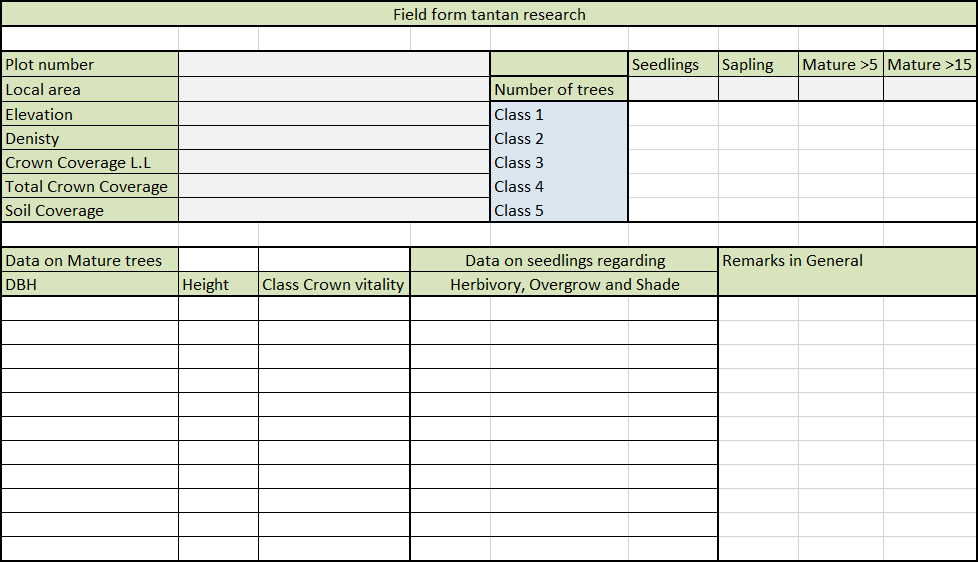 Field form tantan research
Plot number Seedlings Sapling Mature >5 Mature >15
Local area Number of trees
Elevation Class 1
Denisty Class 2
Crown Coverage L.L Class 3
Total Crown Coverage Class 4
Soil Coverage Class 5
Data on Mature trees Data on seedlings regarding Remarks in General
DBH Height Class Crown vitality Herbivory, Overgrow and Shade